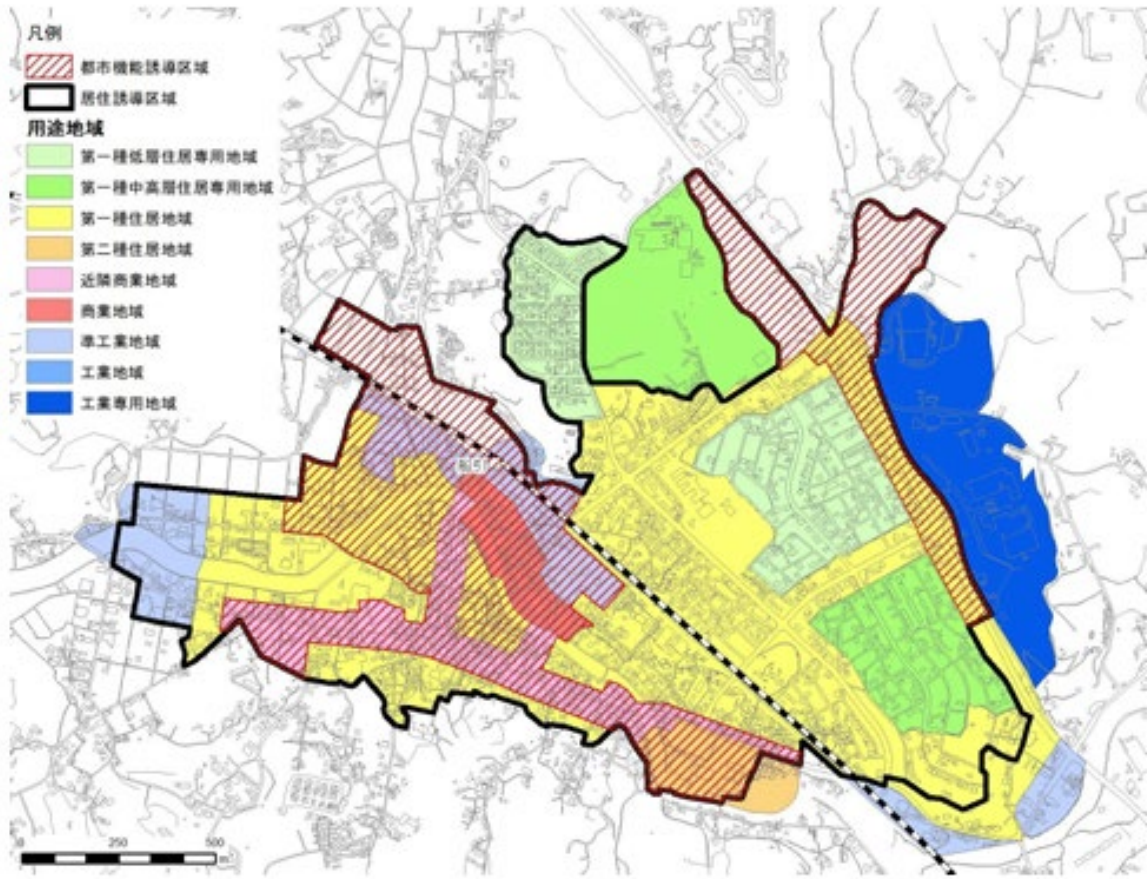 凡例
都市機能誘導区域
居住誘導区域
用途地域
第一種低層住居専用地域
第一種中高層住居専用地域
第一種住居地域
第二種住居地域
近隣商業地域
商業地域
準工業地域
工業地域
工業専用地域
船引
0 250 500
m